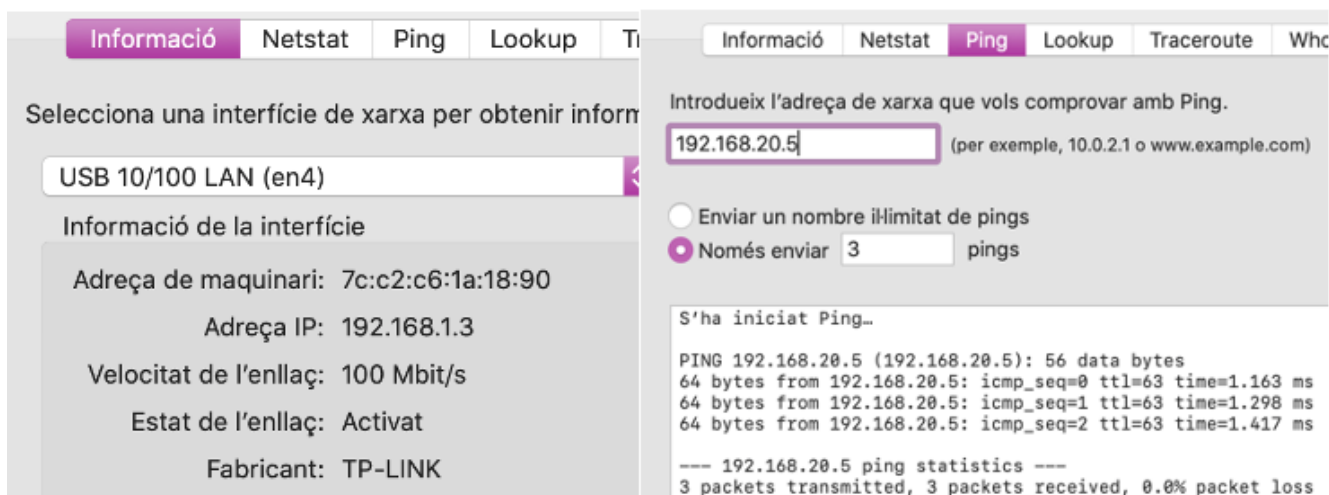 Informació Netstat Ping Lookup
Selecciona una interfície de xarxa per obtenir inform
USB 10/100 LAN (en4)
Informació de la interfície
Adreça de maquinari: 7c:c2:c6:1a:18:90
Adreça IP: 192.168.1.3
Velocitat de l'enllaç: 100 Mbit/s
Estat de l'enllaç: Activat
Fabricant: TP-LINK
Informació Netstat Ping Lookup Traceroute Who
Introdueix l'adreça de xarxa que vols comprovar amb Ping.
192.168.20.5 (per exemple, 10.0.2.1 o www.example.com)
Enviar un nombre il·limitat de pings
Només enviar 3 pings
S'ha iniciat Ping…
PING 192.168.20.5 (192.168.20.5): 56 data bytes
64 bytes from 192.168.20.5: icmp_seq=0 ttl=63 time=1.163 ms
64 bytes from 192.168.20.5: icmp_seq=1 ttl=63 time=1.298 ms
64 bytes from 192.168.20.5: icmp_seq=2 ttl=63 time=1.417 ms
--- 192.168.20.5 ping statistics ---
3 packets transmitted, 3 packets received, 0.0% packet loss